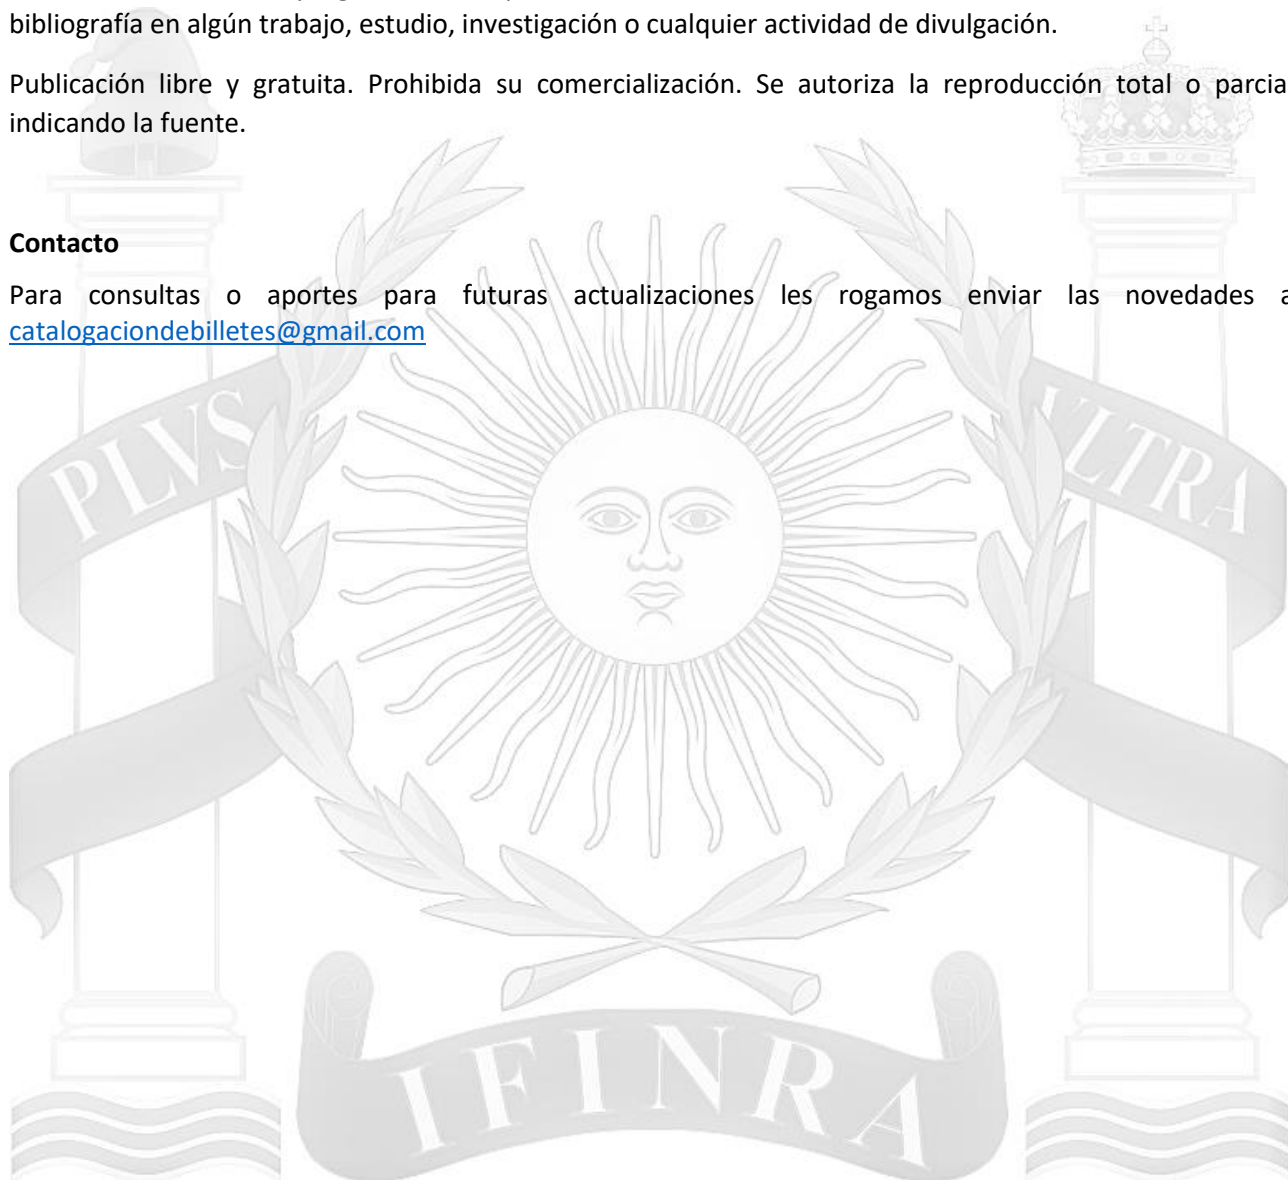 bibliografía en algún trabajo, estudio, investigación o cualquier actividad de divulgación.
Publicación libre y gratuita. Prohibida su comercialización. Se autoriza la reproducción total o parcia
indicando la fuente.
Contacto
Para consultas o aportes para futuras actualizaciones les rogamos enviar las novedades a
catalogaciondebilletes@gmail.com
PLVS
VLTRA
IFINRA